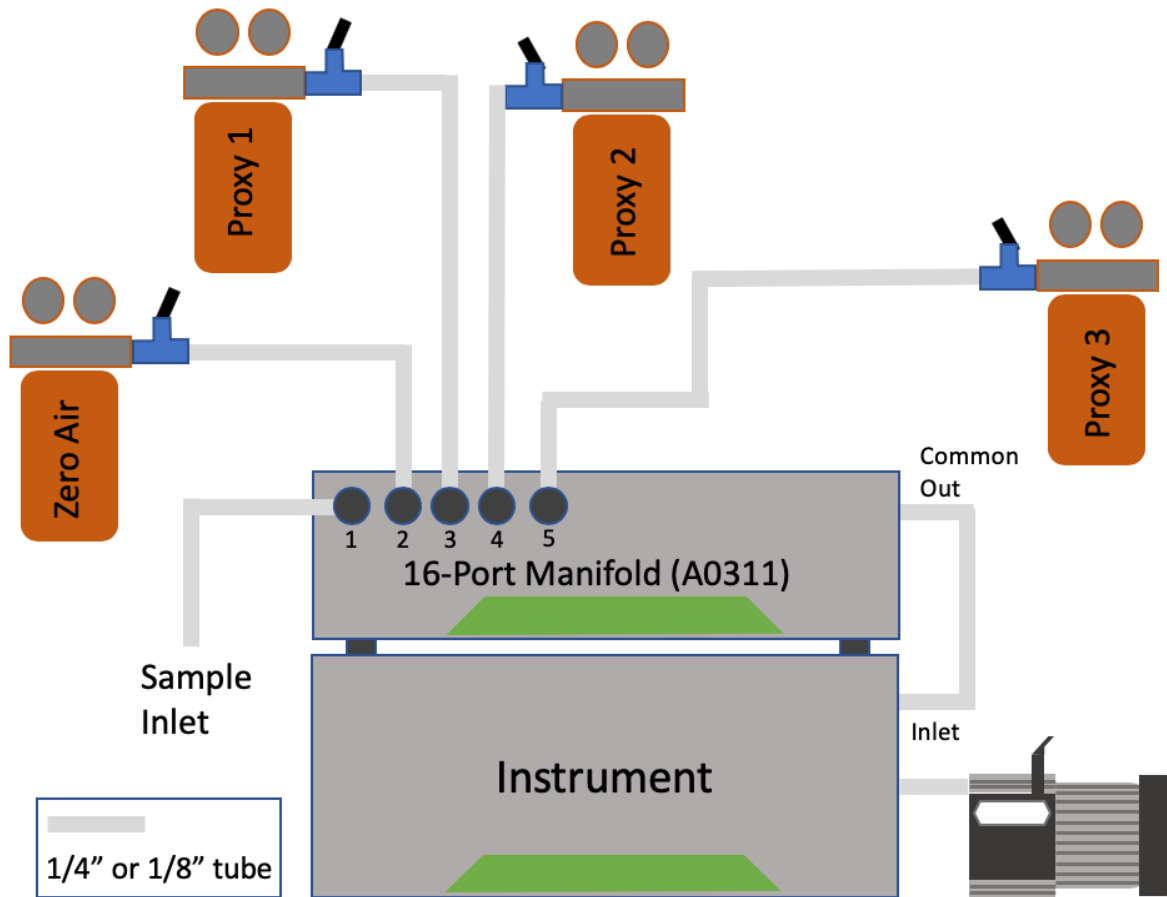 Proxy 1
Proxy 2
Proxy 3
Zero Air
Common
Out
1
2
3
4
5
16-Port Manifold (A0311)
Sample
Inlet
Inlet
Instrument
1/4” or 1/8” tube